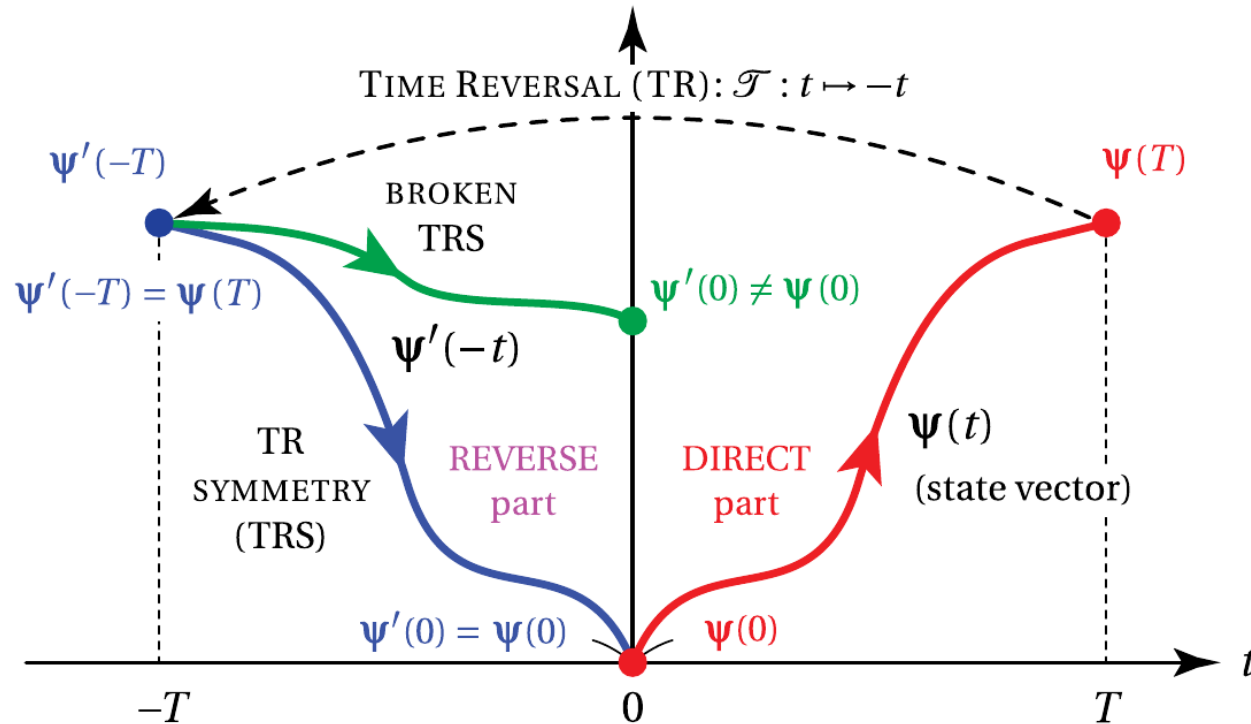 TIME REVERSAL (TR): 𝒯 : t ↦ −t
ψ′(−T)
ψ(T)
BROKEN
TRS
ψ′(−T) = ψ(T)
ψ′(0) ≠ ψ(0)
ψ′(−t)
ψ(t)
(state vector)
TR
SYMMETRY
(TRS)
REVERSE
part
DIRECT
part
ψ′(0) = ψ(0)
ψ(0)
t
−T
0
T